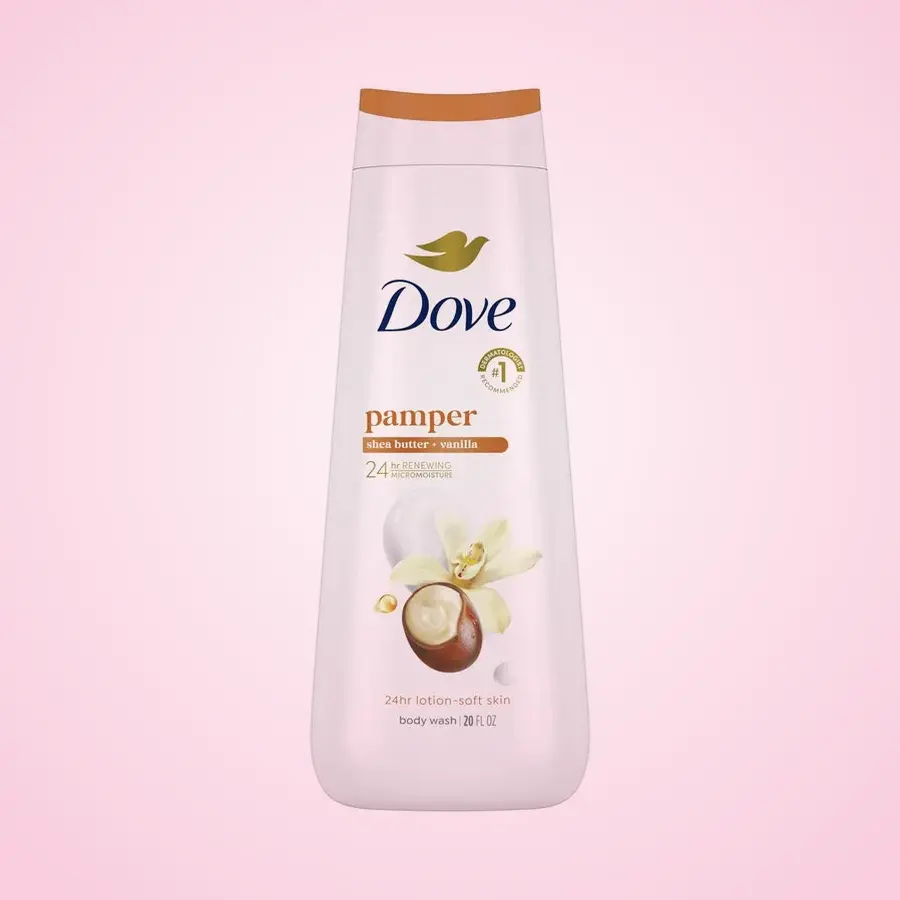 Dove
DERMATOLOGIST
#1
RECOMMENDED
pamper
shea butter + vanilla
24 hr RENEWING
MICROMOISTURE
24hr lotion-soft skin
body wash | 20 FL OZ